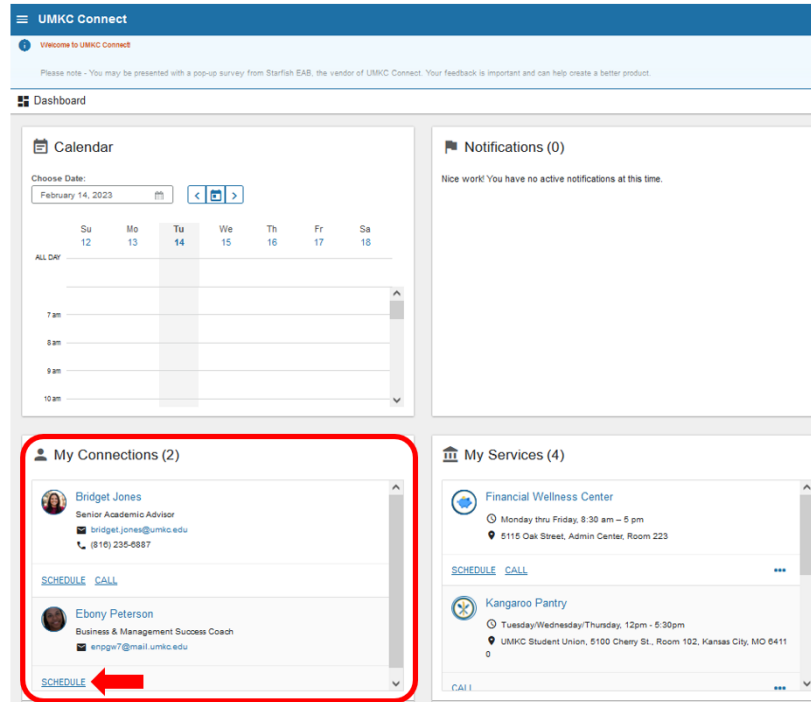 UMKC Connect
Welcome to UMKC Connect!
Please note - You may be presented with a pop-up survey from Starfish EAB, the vendor of UMKC Connect. Your feedback is important and can help create a better product.
Dashboard
Calendar
Choose Date:
February 14, 2023
Su Mo Tu We Th Fr Sa
12 13 14 15 16 17 18
ALL DAY
7 am
8 am
9 am
10 am
Notifications (0)
Nice work! You have no active notifications at this time.
My Connections (2)
Bridget Jones
Senior Academic Advisor
bridget.jones@umkc.edu
(816) 235-6887
SCHEDULE CALL
Ebony Peterson
Business & Management Success Coach
enpgw7@mail.umkc.edu
SCHEDULE
My Services (4)
Financial Wellness Center
Monday thru Friday, 8:30 am – 5 pm
5115 Oak Street, Admin Center, Room 223
SCHEDULE CALL
Kangaroo Pantry
Tuesday/Wednesday/Thursday, 12pm - 5:30pm
UMKC Student Union, 5100 Cherry St., Room 102, Kansas City, MO 6411
0
CALL